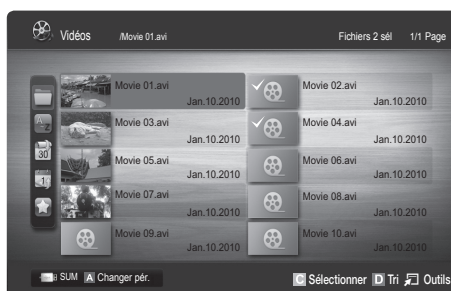 Vidéos /Movie 01.avi Fichiers 2 sél 1/1 Page
Movie 01.avi
Jan.10.2010
Movie 02.avi
Jan.10.2010
Movie 03.avi
Jan.10.2010
Movie 04.avi
Jan.10.2010
Movie 05.avi
Jan.10.2010
Movie 06.avi
Jan.10.2010
Movie 07.avi
Jan.10.2010
Movie 08.avi
Jan.10.2010
Movie 09.avi
Jan.10.2010
Movie 10.avi
Jan.10.2010
A
Z
30
1
SUM A Changer pér. C Sélectionner D Tri Outils